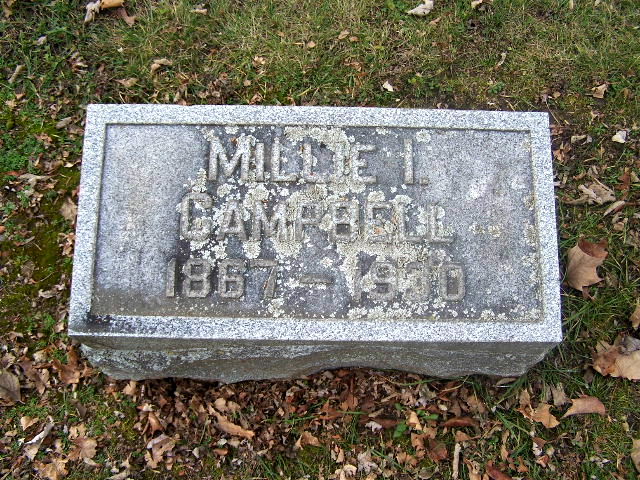 MILLIE I.
CAMPBELL
1867 – 1930